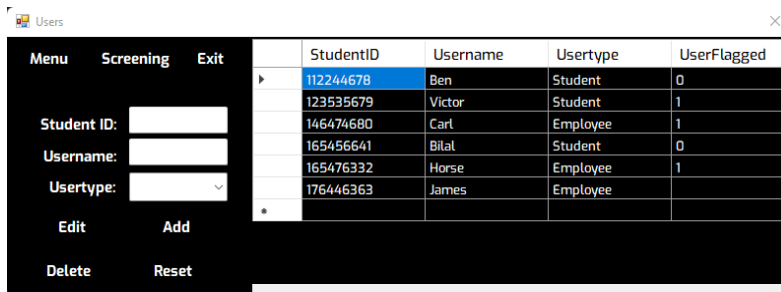 Users
Menu Screening Exit
StudentID Username Usertype UserFlagged
112244678 Ben Student 0
123535679 Victor Student 1
146474680 Carl Employee 1
165456641 Bilal Student 0
165476332 Horse Employee 1
176446363 James Employee
Student ID:
Username:
Usertype:
Edit Add
Delete Reset